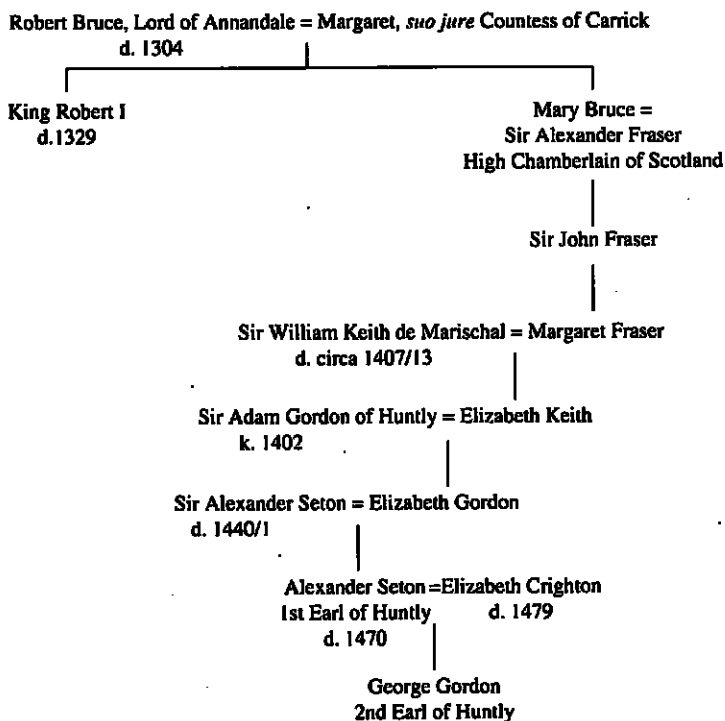 Robert Bruce, Lord of Annandale = Margaret, suo jure Countess of Carrick
d. 1304
King Robert I
d.1329
Mary Bruce =
Sir Alexander Fraser
High Chamberlain of Scotland
Sir John Fraser
Sir William Keith de Marischal = Margaret Fraser
d. circa 1407/13
Sir Adam Gordon of Huntly = Elizabeth Keith
k. 1402
Sir Alexander Seton = Elizabeth Gordon
d. 1440/1
Alexander Seton =Elizabeth Crighton
1st Earl of Huntly d. 1479
d. 1470
George Gordon
2nd Earl of Huntly